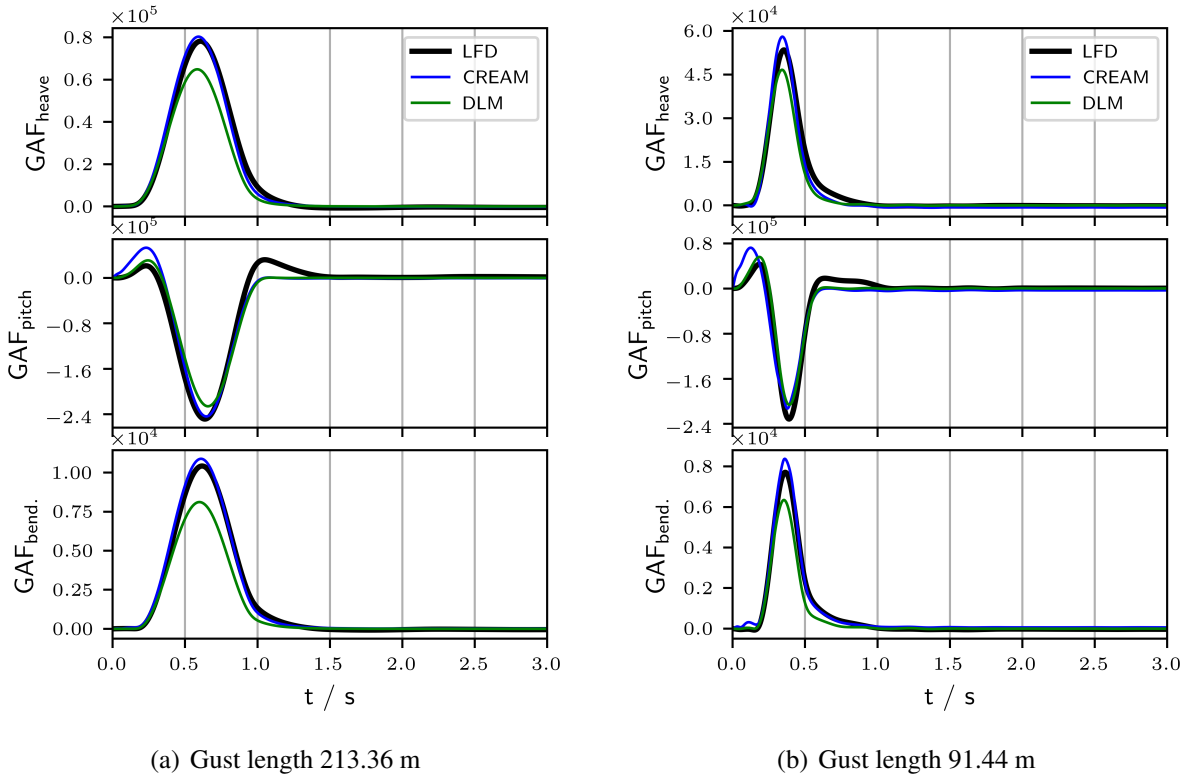 ×10⁵
0.8
0.6
0.4
0.2
0.0
GAF_heave
LFD
CREAM
DLM
×10⁵
0.0
−0.8
−1.6
−2.4
GAF_pitch
×10⁴
1.00
0.75
0.50
0.25
0.00
GAF_bend.
0.0 0.5 1.0 1.5 2.0 2.5 3.0
t / s
(a) Gust length 213.36 m
×10⁴
6.0
4.5
3.0
1.5
0.0
GAF_heave
LFD
CREAM
DLM
×10⁵
0.8
0.0
−0.8
−1.6
−2.4
GAF_pitch
×10⁴
0.8
0.6
0.4
0.2
0.0
GAF_bend.
0.0 0.5 1.0 1.5 2.0 2.5 3.0
t / s
(b) Gust length 91.44 m